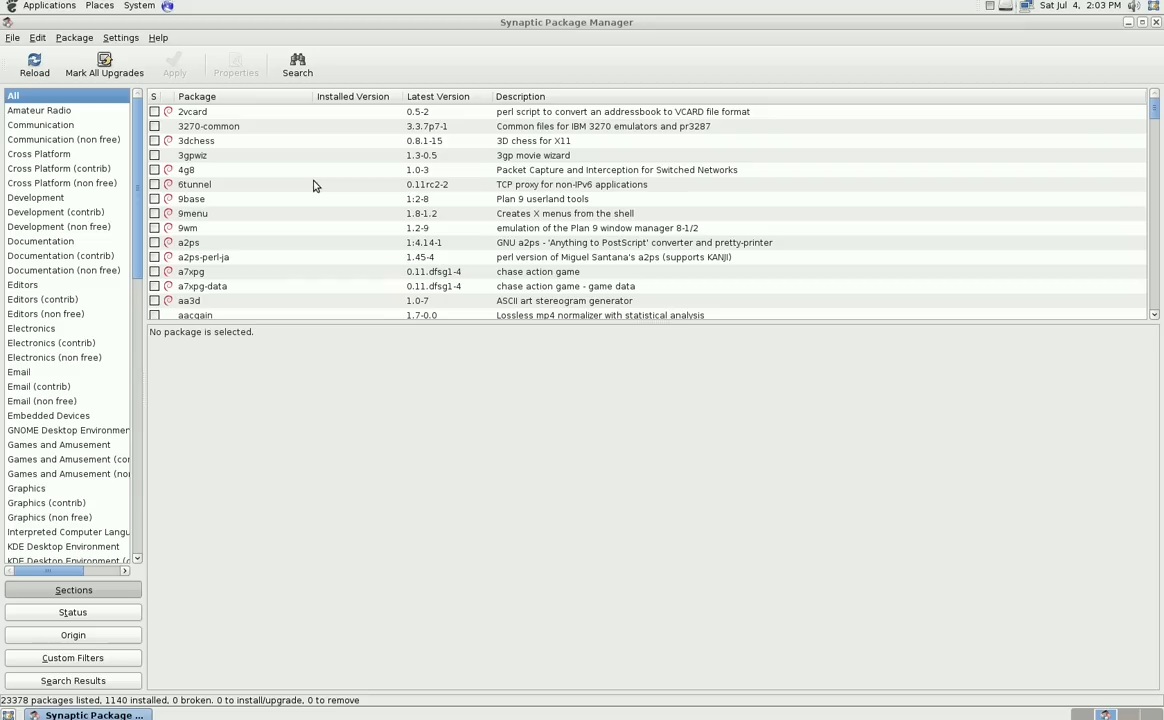 Applications Places System Sat Jul 4, 2:03 PM
Synaptic Package Manager
File Edit Package Settings Help
Reload Mark All Upgrades Apply Properties Search
All
Amateur Radio
Communication
Communication (non free)
Cross Platform
Cross Platform (contrib)
Cross Platform (non free)
Development
Development (contrib)
Development (non free)
Documentation
Documentation (contrib)
Documentation (non free)
Editors
Editors (contrib)
Editors (non free)
Electronics
Electronics (contrib)
Electronics (non free)
Email
Email (contrib)
Email (non free)
Embedded Devices
GNOME Desktop Environmen
Games and Amusement
Games and Amusement (con
Games and Amusement (non
Graphics
Graphics (contrib)
Graphics (non free)
Interpreted Computer Langu
KDE Desktop Environment
KDE Desktop Environment (c
Sections
Status
Origin
Custom Filters
Search Results
S Package Installed Version Latest Version Description
2vcard 0.5-2 perl script to convert an addressbook to VCARD file format
3270-common 3.3.7p7-1 Common files for IBM 3270 emulators and pr3287
3dchess 0.8.1-15 3D chess for X11
3gpwiz 1.3-0.5 3gp movie wizard
4g8 1.0-3 Packet Capture and Interception for Switched Networks
6tunnel 0.11rc2-2 TCP proxy for non-IPv6 applications
9base 1:2-8 Plan 9 userland tools
9menu 1.8-1.2 Creates X menus from the shell
9wm 1.2-9 emulation of the Plan 9 window manager 8-1/2
a2ps 1:4.14-1 GNU a2ps - 'Anything to PostScript' converter and pretty-printer
a2ps-perl-ja 1.45-4 perl version of Miguel Santana's a2ps (supports KANJI)
a7xpg 0.11.dfsg1-4 chase action game
a7xpg-data 0.11.dfsg1-4 chase action game - game data
aa3d 1.0-7 ASCII art stereogram generator
aacgain 1.7-0.0 Lossless mp4 normalizer with statistical analysis
No package is selected.
23378 packages listed, 1140 installed, 0 broken. 0 to install/upgrade, 0 to remove
Synaptic Package ...